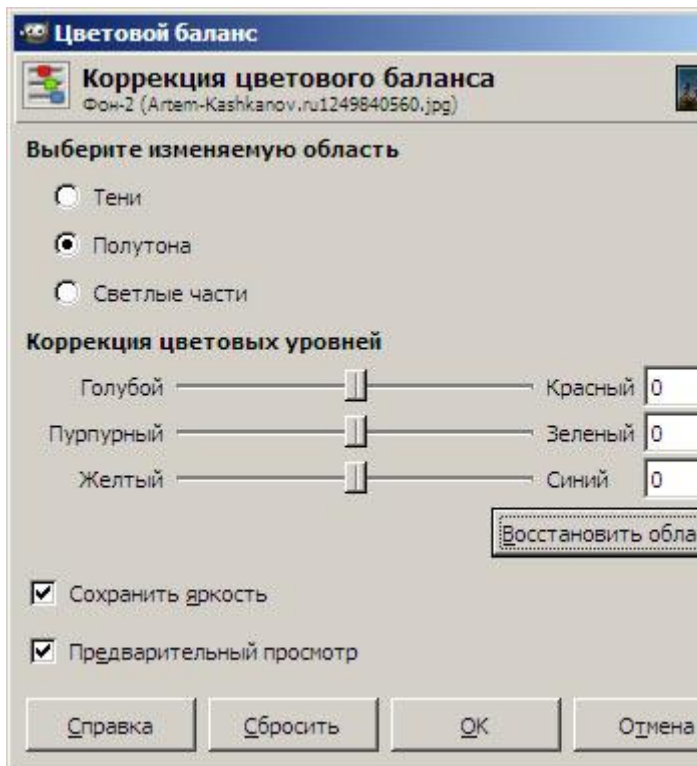 Цветовой баланс
Коррекция цветового баланса
Фон-2 (Artem-Kashkanov.ru1249840560.jpg)
Выберите изменяемую область
Тени
Полутона
Светлые части
Коррекция цветовых уровней
Голубой Красный 0
Пурпурный Зеленый 0
Желтый Синий 0
Восстановить обла
Сохранить яркость
Предварительный просмотр
Справка Сбросить OK Отмена